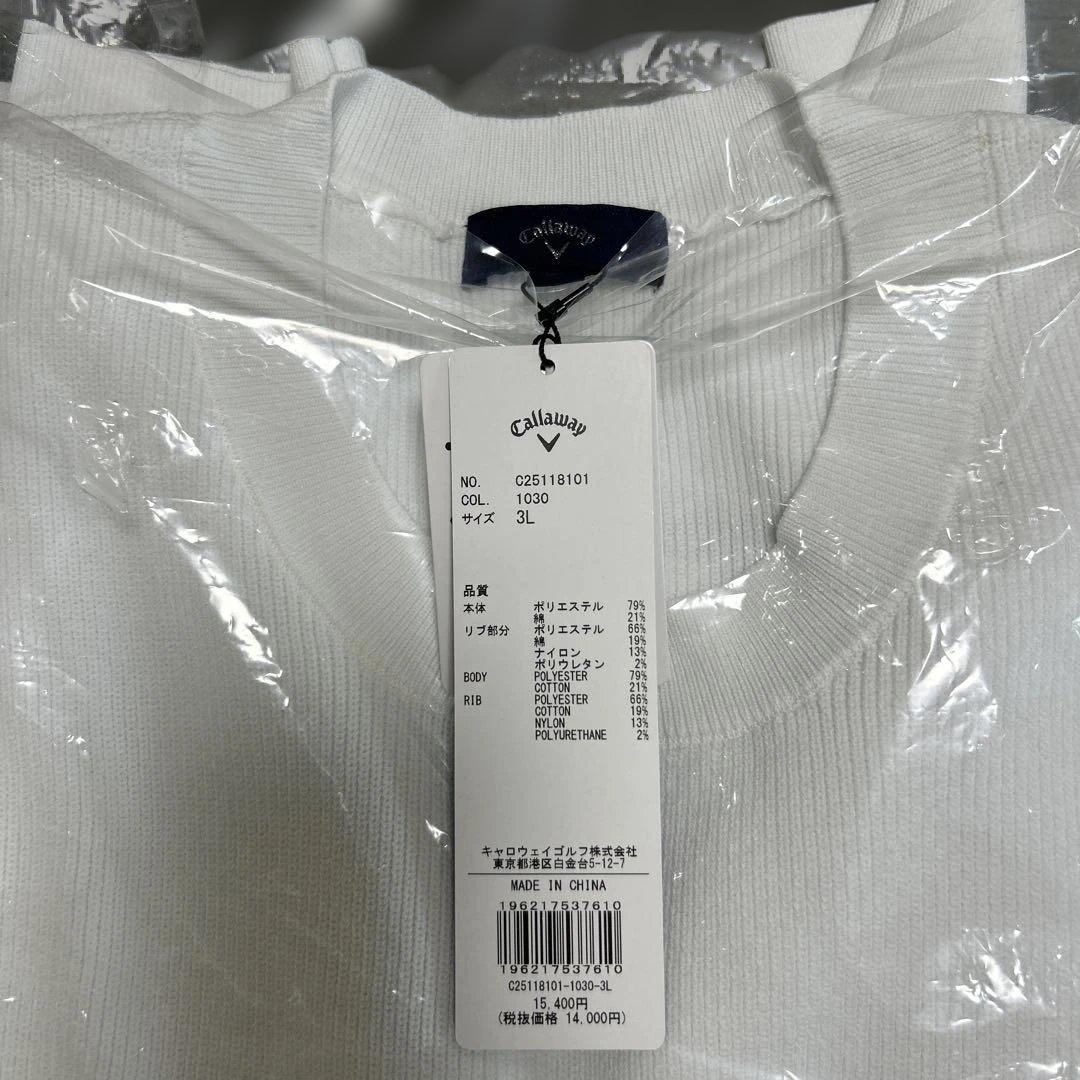 Callaway
Callaway
NO. C25118101
COL. 1030
サイズ 3L
品質
本体 ポリエステル 79%
綿 21%
リブ部分 ポリエステル 66%
綿 19%
ナイロン 13%
ポリウレタン 2%
BODY POLYESTER 79%
COTTON 21%
RIB POLYESTER 66%
COTTON 19%
NYLON 13%
POLYURETHANE 2%
キャロウェイゴルフ株式会社
東京都港区白金台5-12-7
MADE IN CHINA
196217537610
196217537610
C25118101-1030-3L
15,400円
(税抜価格 14,000円)